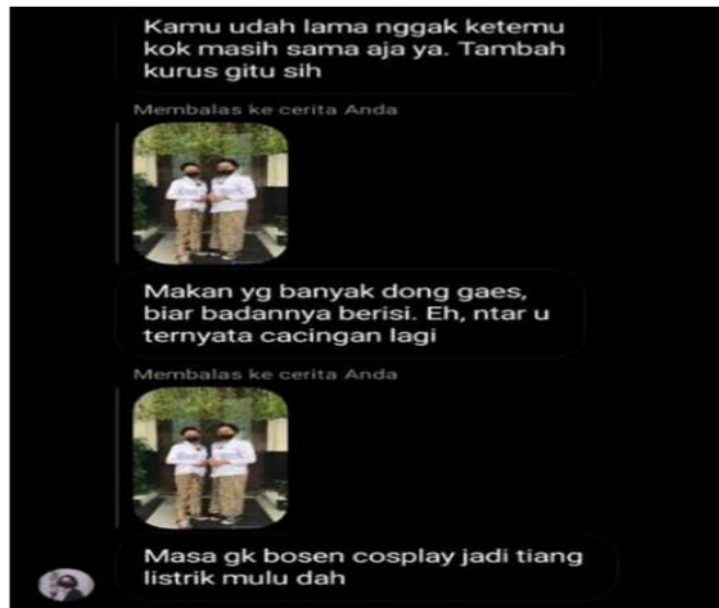 Kamu udah lama nggak ketemu
kok masih sama aja ya. Tambah
kurus gitu sih
Membalas ke cerita Anda
Makan yg banyak dong gaes,
biar badannya berisi. Eh, ntar u
ternyata cacingan lagi
Membalas ke cerita Anda
Masa gk bosen cosplay jadi tiang
listrik mulu dah